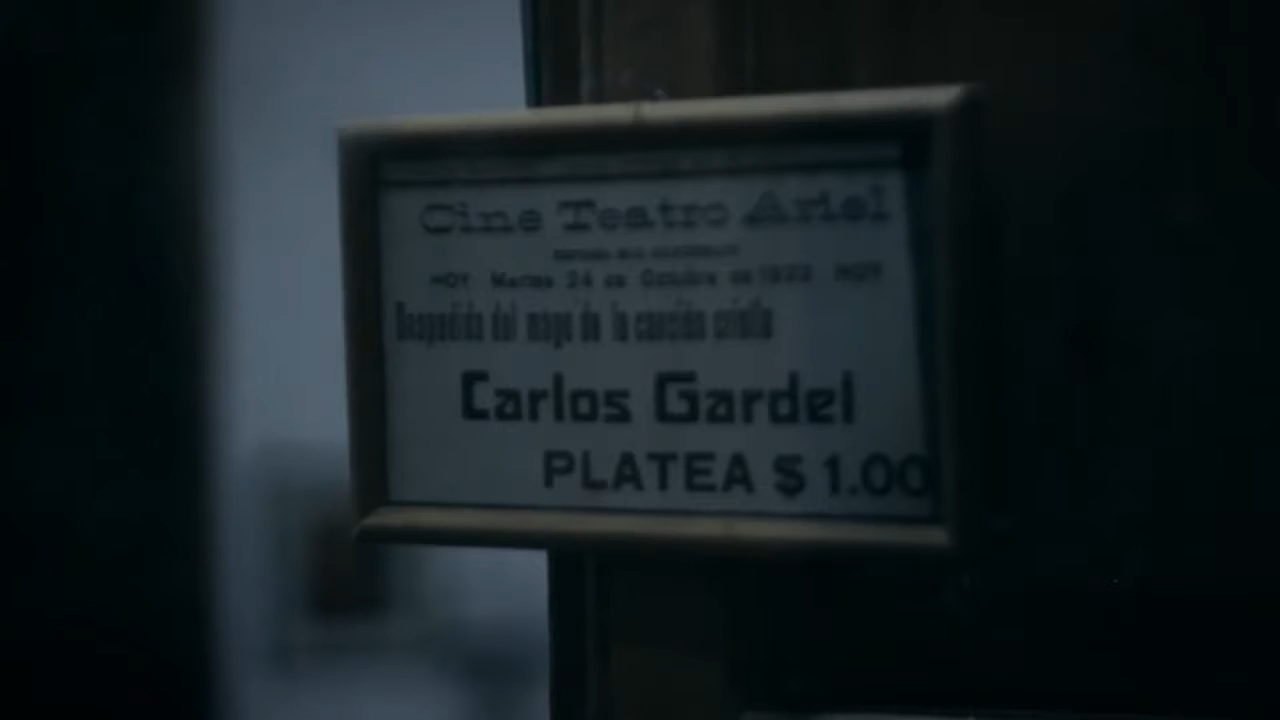 Cine Teatro Ariel
HOY Martes 24 de Octubre de HOY
Despedida del mago de la canción criolla
Carlos Gardel
PLATEA $ 1.00